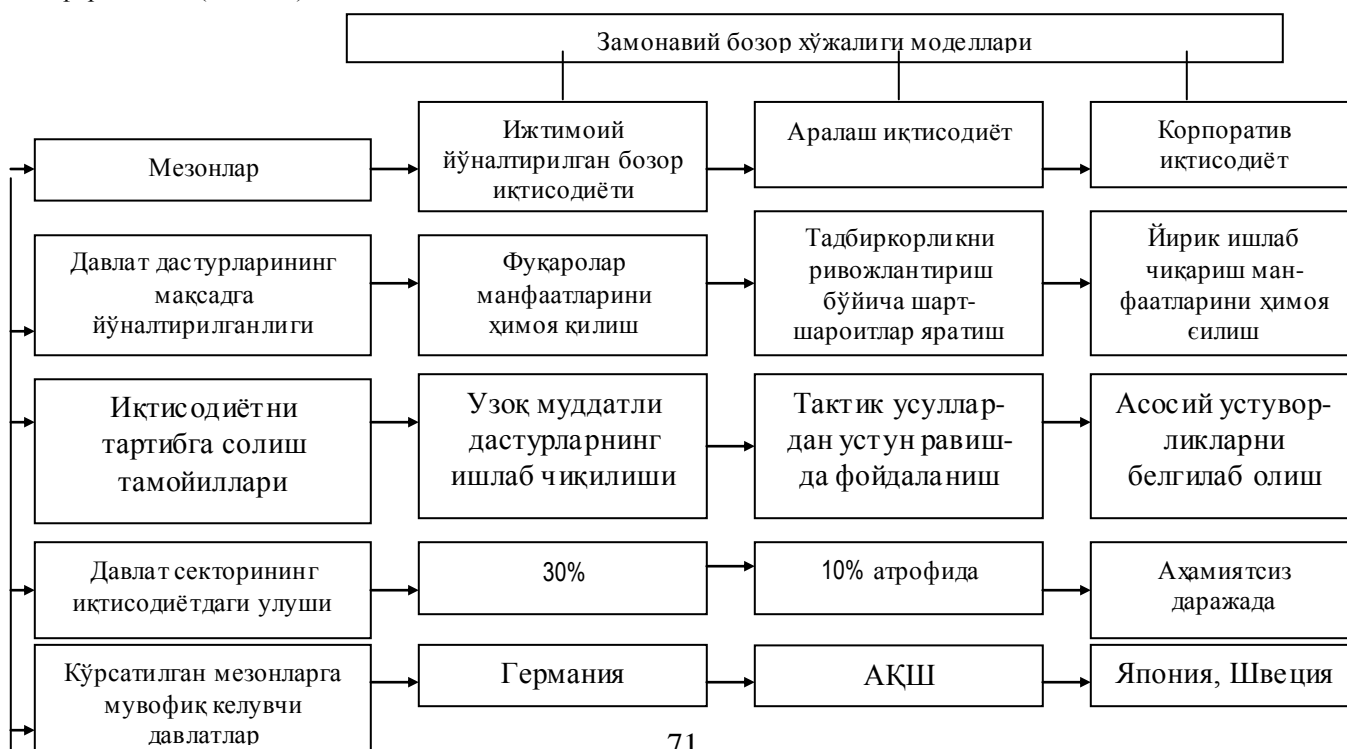 Замонавий бозор хўжалиги моделлари
Мезонлар
Ижтимоий
йўналтирилган бозор
иқтисодиёти
Аралаш иқтисодиёт
Корпоратив
иқтисодиёт
Давлат дастурларининг
мақсадга
йўналтирилганлиги
Фуқаролар
манфаатларини
ҳимоя қилиш
Тадбиркорликни
ривожлантириш
бўйича шарт-
шароитлар яратиш
Йирик ишлаб
чиқариш ман-
фаатларини ҳимоя
єилиш
Иқтисодиётни
тартибга солиш
тамойиллари
Узоқ муддатли
дастурларнинг
ишлаб чиқилиши
Тактик усуллар-
дан устун равиш-
да фойдаланиш
Асосий устувор-
ликларни
белгилаб олиш
Давлат секторининг
иқтисодиётдаги улуши
30%
10% атрофида
Аҳамиятсиз
даражада
Кўрсатилган мезонларга
мувофиқ келувчи
давлатлар
Германия
АҚШ
Япония, Швеция
71